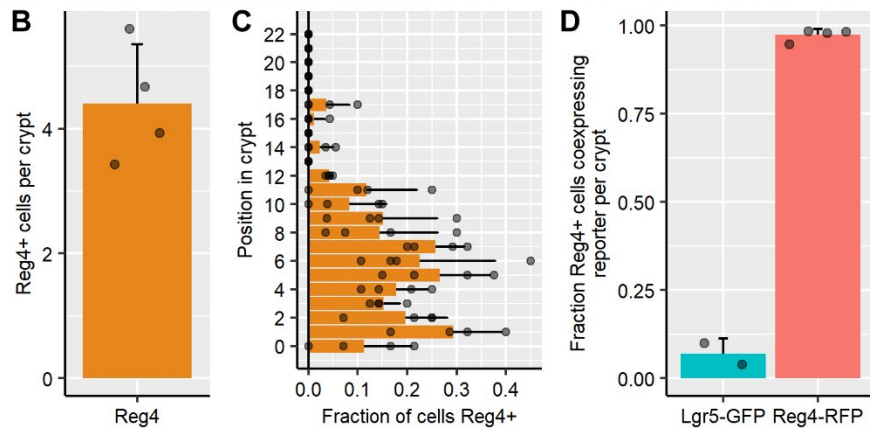 B
Reg4+ cells per crypt
4
2
0
Reg4
C
Position in crypt
22
20
18
16
14
12
10
8
6
4
2
0
0.0 0.1 0.2 0.3 0.4
Fraction of cells Reg4+
D
Fraction Reg4+ cells coexpressing
reporter per crypt
1.00
0.75
0.50
0.25
0.00
Lgr5-GFP Reg4-RFP